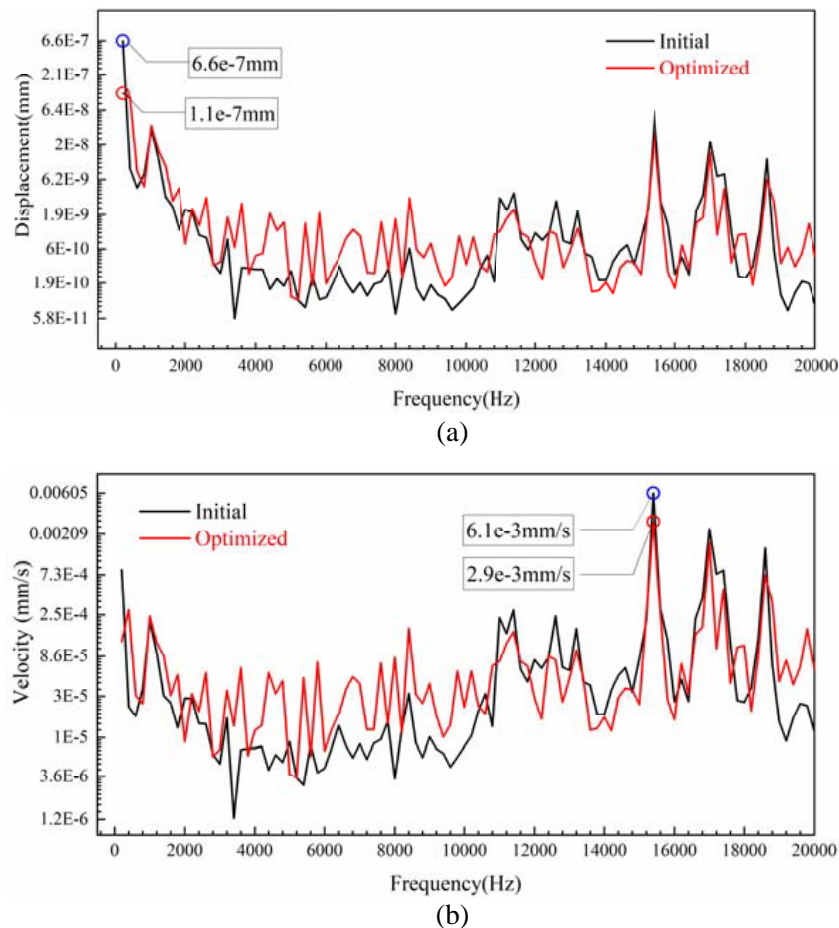 6.6E-7
2.1E-7
6.4E-8
2E-8
6.2E-9
1.9E-9
6E-10
1.9E-10
5.8E-11
Displacement(mm)
6.6e-7mm
1.1e-7mm
Initial
Optimized
0 2000 4000 6000 8000 10000 12000 14000 16000 18000 20000
Frequency(Hz)
(a)
0.00605
0.00209
7.3E-4
2.5E-4
8.6E-5
3E-5
1E-5
3.6E-6
1.2E-6
Velocity (mm/s)
Initial
Optimized
6.1e-3mm/s
2.9e-3mm/s
0 2000 4000 6000 8000 10000 12000 14000 16000 18000 20000
Frequency(Hz)
(b)